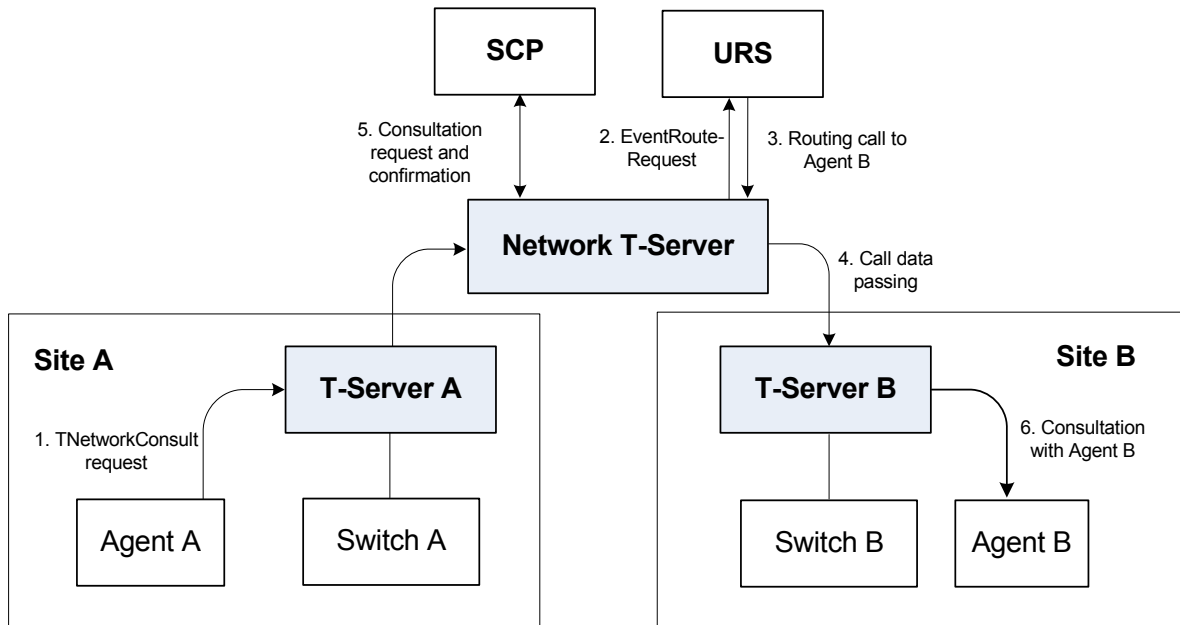 SCP
URS
5. Consultation
request and
confirmation
2. EventRoute-
Request
3. Routing call to
Agent B
Network T-Server
4. Call data
passing
Site A
T-Server A
1. TNetworkConsult
request
Agent A
Switch A
Site B
T-Server B
6. Consultation
with Agent B
Switch B
Agent B